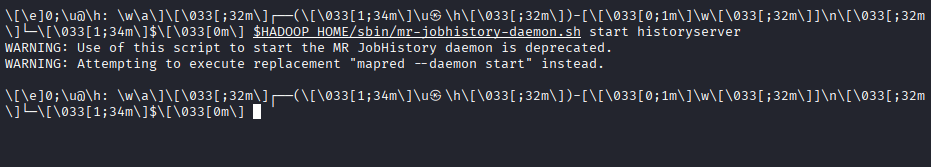 \[\e]0;\u@\h: \w\a\]\[\033[;32m\]┌──(\[\033[1;34m\]\u㉿\h\[\033[;32m\])-[\[\033[0;1m\]\w\[\033[;32m\]]\n\[\033[;32m
\]└─\[\033[1;34m\]$\[\033[0m\] $HADOOP_HOME/sbin/mr-jobhistory-daemon.sh start historyserver
WARNING: Use of this script to start the MR JobHistory daemon is deprecated.
WARNING: Attempting to execute replacement "mapred --daemon start" instead.
\[\e]0;\u@\h: \w\a\]\[\033[;32m\]┌──(\[\033[1;34m\]\u㉿\h\[\033[;32m\])-[\[\033[0;1m\]\w\[\033[;32m\]]\n\[\033[;32m
\]└─\[\033[1;34m\]$\[\033[0m\]